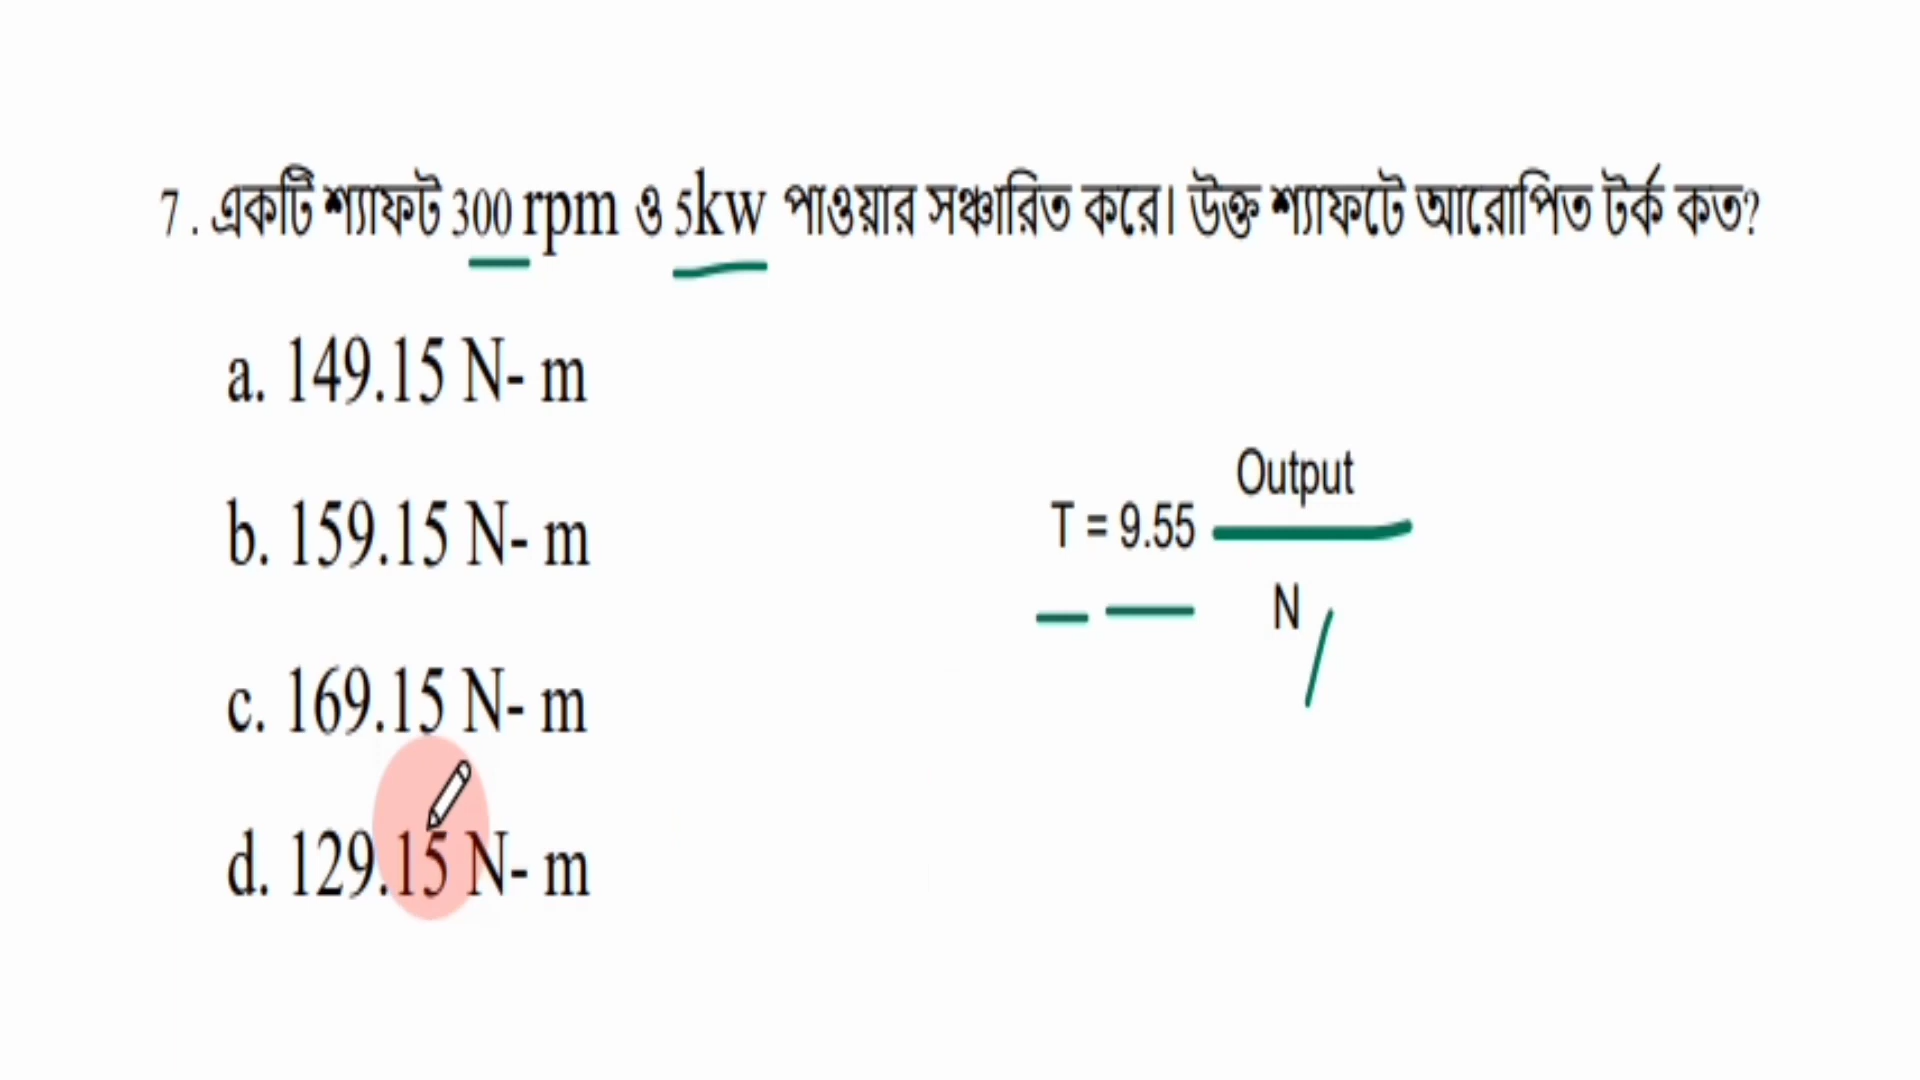 7 . একটি শ্যাফট 300 rpm ও 5kw পাওয়ার সঞ্চারিত করে। উক্ত শ্যাফটে আরোপিত টর্ক কত?
a. 149.15 N- m
b. 159.15 N- m
c. 169.15 N- m
d. 129.15 N- m
Output
T = 9.55
N